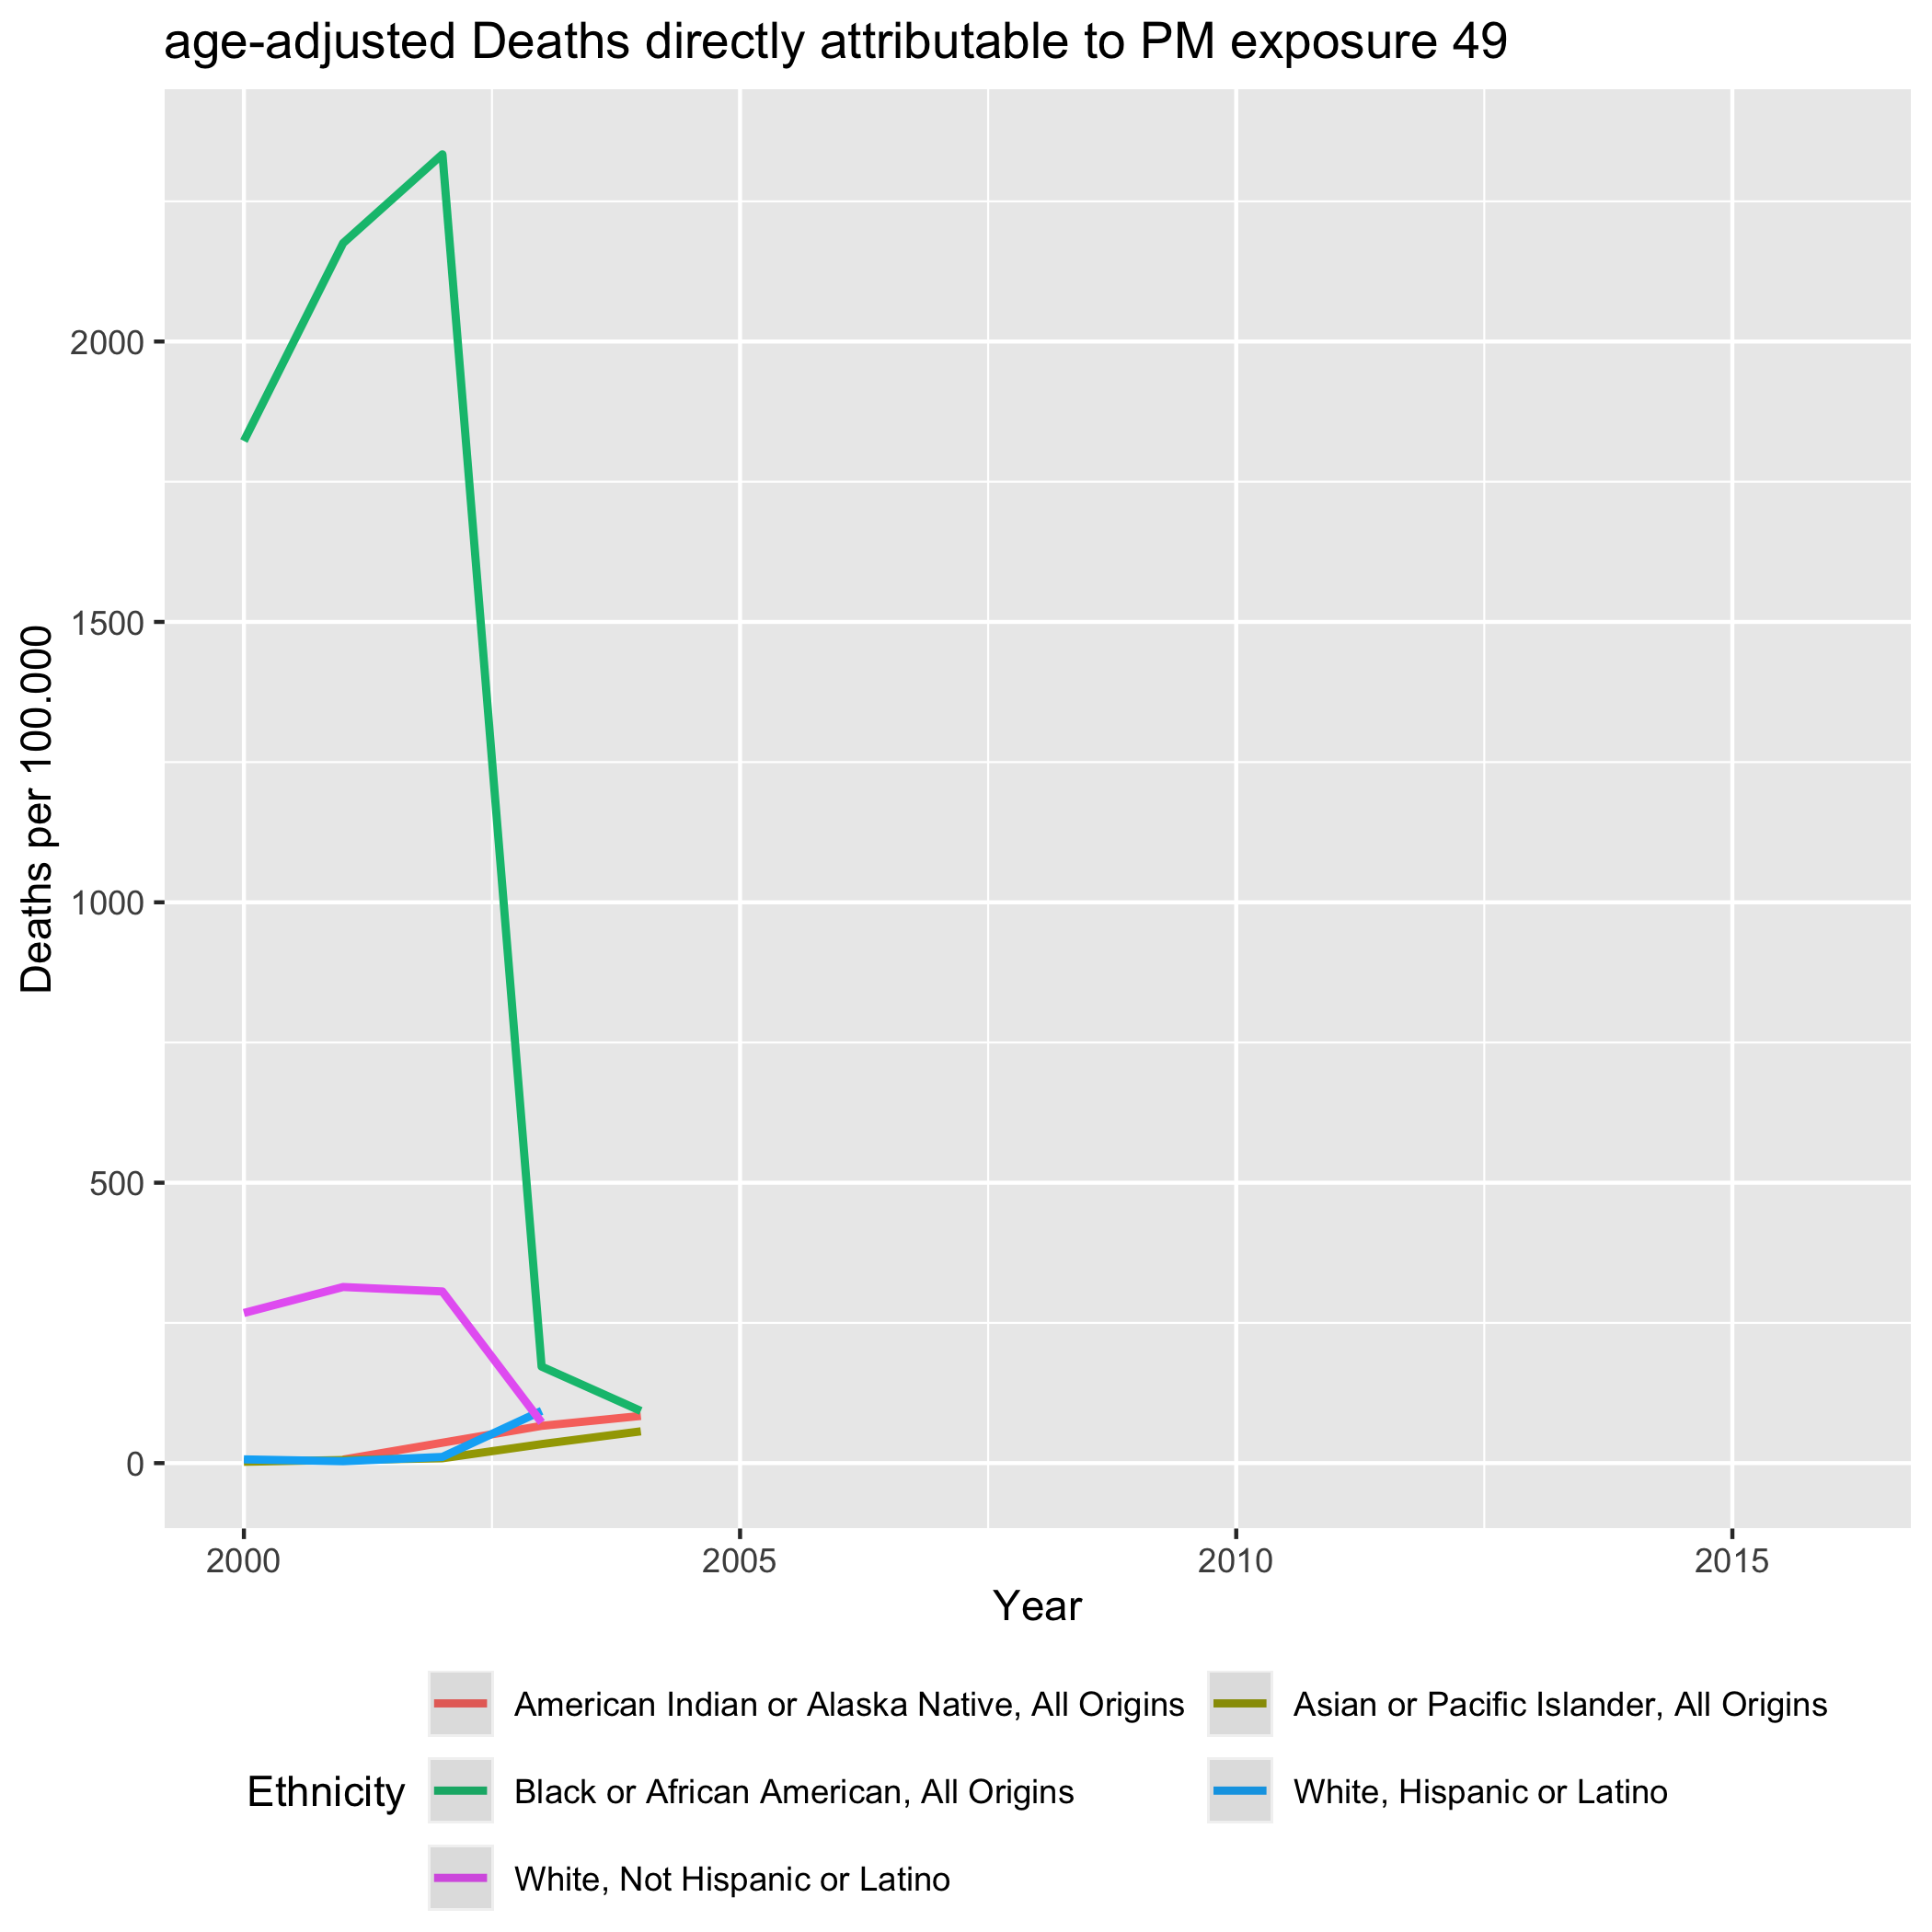 age-adjusted Deaths directly attributable to PM exposure 49
Deaths per 100.000
2000
1500
1000
500
0
2000 2005 2010 2015
Year
Ethnicity
American Indian or Alaska Native, All Origins
Asian or Pacific Islander, All Origins
Black or African American, All Origins
White, Hispanic or Latino
White, Not Hispanic or Latino